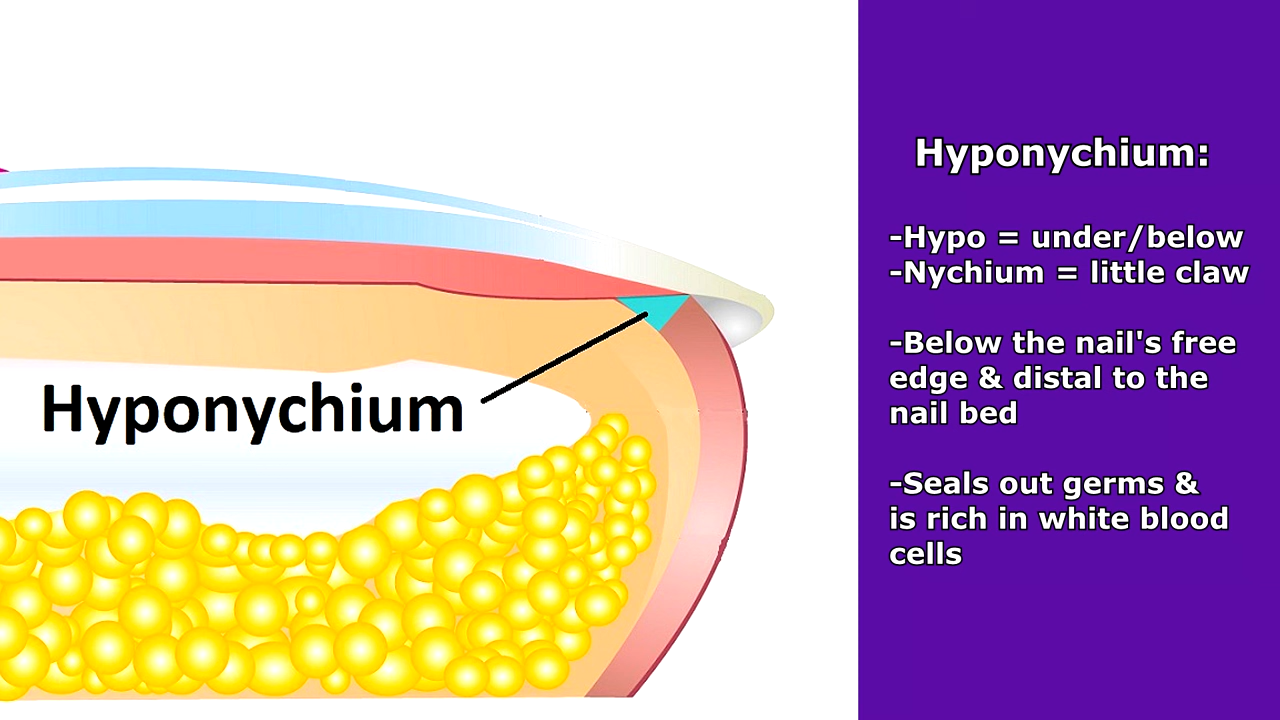 Hyponychium
Hyponychium:
-Hypo = under/below
-Nychium = little claw
-Below the nail's free
edge & distal to the
nail bed
-Seals out germs &
is rich in white blood
cells